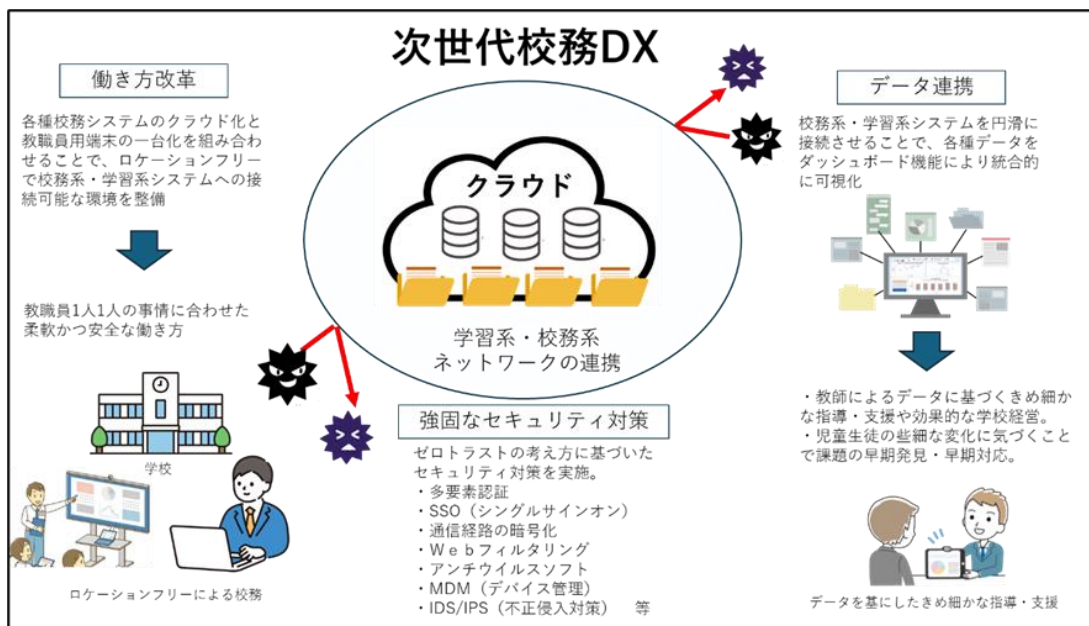 次世代校務DX
働き方改革
各種校務システムのクラウド化と
教職員用端末の一台化を組み合わ
せることで、ロケーションフリー
で校務系・学習系システムへの接
続可能な環境を整備
教職員1人1人の事情に合わせた
柔軟かつ安全な働き方
学校
ロケーションフリーによる校務
クラウド
学習系・校務系
ネットワークの連携
強固なセキュリティ対策
ゼロトラストの考え方に基づいた
セキュリティ対策を実施。
・多要素認証
・SSO（シングルサインオン）
・通信経路の暗号化
・Ｗｅｂフィルタリング
・アンチウイルスソフト
・MDM（デバイス管理）
・IDS/IPS（不正侵入対策）　等
データ連携
校務系・学習系システムを円滑に
接続させることで、各種データを
ダッシュボード機能により統合的
に可視化
・教師によるデータに基づくきめ細か
な指導・支援や効果的な学校経営。
・児童生徒の些細な変化に気づくこと
で課題の早期発見・早期対応。
データを基にしたきめ細かな指導・支援